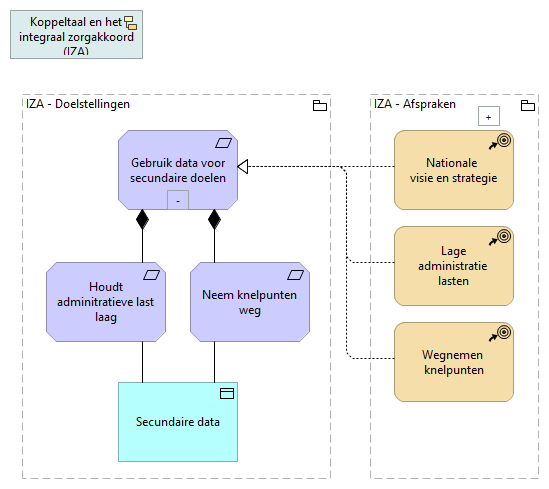 Koppeltaal en het
integraal zorgakkoord
(IZA)
IZA - Doelstellingen
IZA - Afspraken
+
Gebruik data voor
secundaire doelen
-
Nationale
visie en strategie
Houdt
adminitratieve last
laag
Neem knelpunten
weg
Lage
administratie
lasten
Wegnemen
knelpunten
Secundaire data